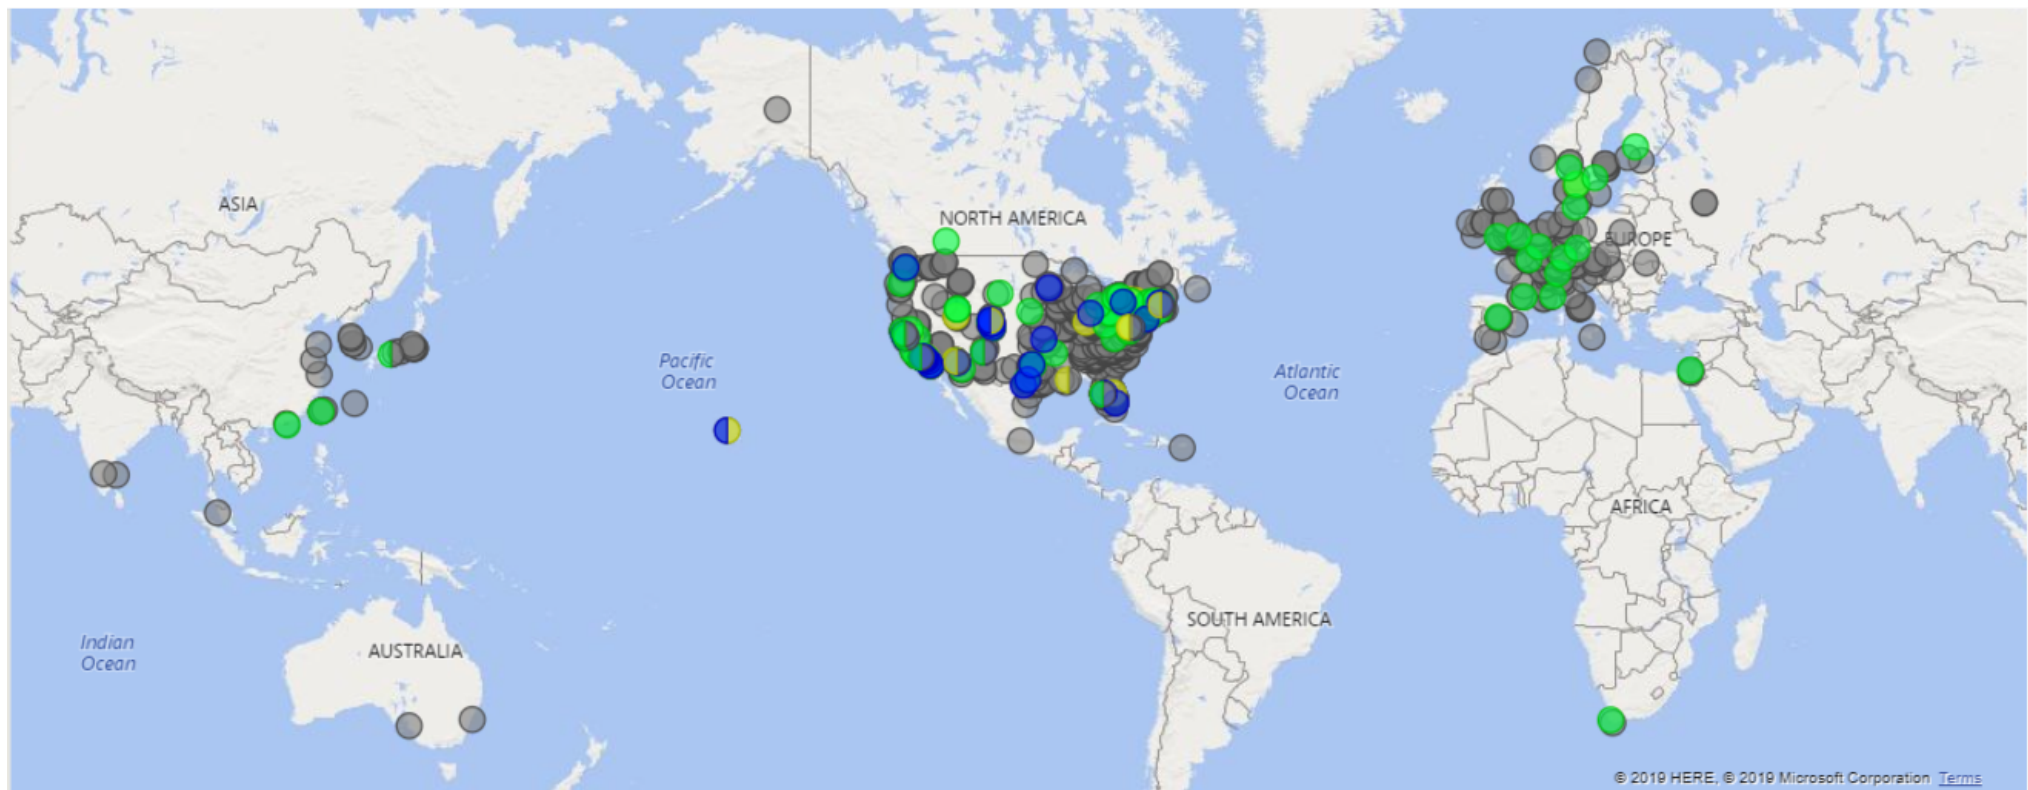 ASIA
NORTH AMERICA
EUROPE
Pacific
Ocean
Atlantic
Ocean
AFRICA
SOUTH AMERICA
Indian
Ocean
AUSTRALIA
© 2019 HERE, © 2019 Microsoft Corporation Terms